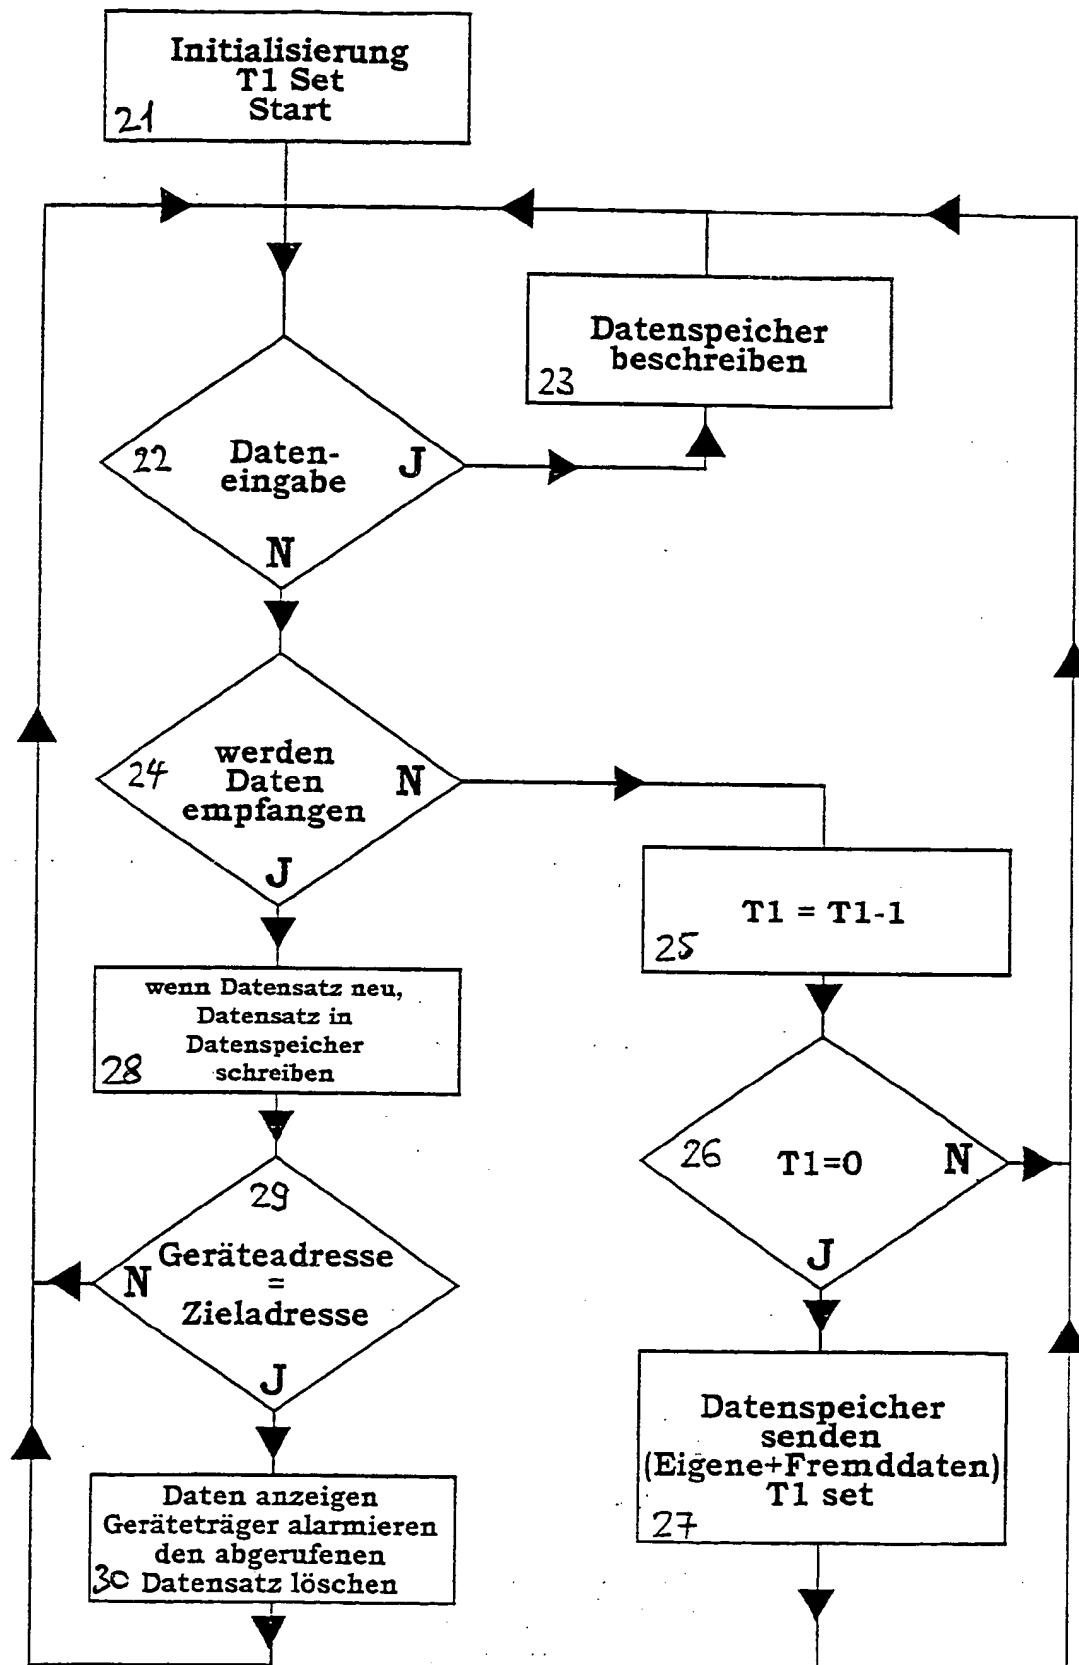 Initialisierung
T1 Set
Start
21
Datenspeicher
beschreiben
23
22
Daten-
eingabe
J
N
24
werden
Daten
empfangen
N
J
T1 = T1-1
25
wenn Datensatz neu,
Datensatz in
Datenspeicher
schreiben
28
26
T1=0
N
J
29
Geräteadresse
=
Zieladresse
N
J
Datenspeicher
senden
(Eigene+Fremddaten)
T1 set
27
Daten anzeigen
Geräteträger alarmieren
den abgerufenen
30 Datensatz löschen